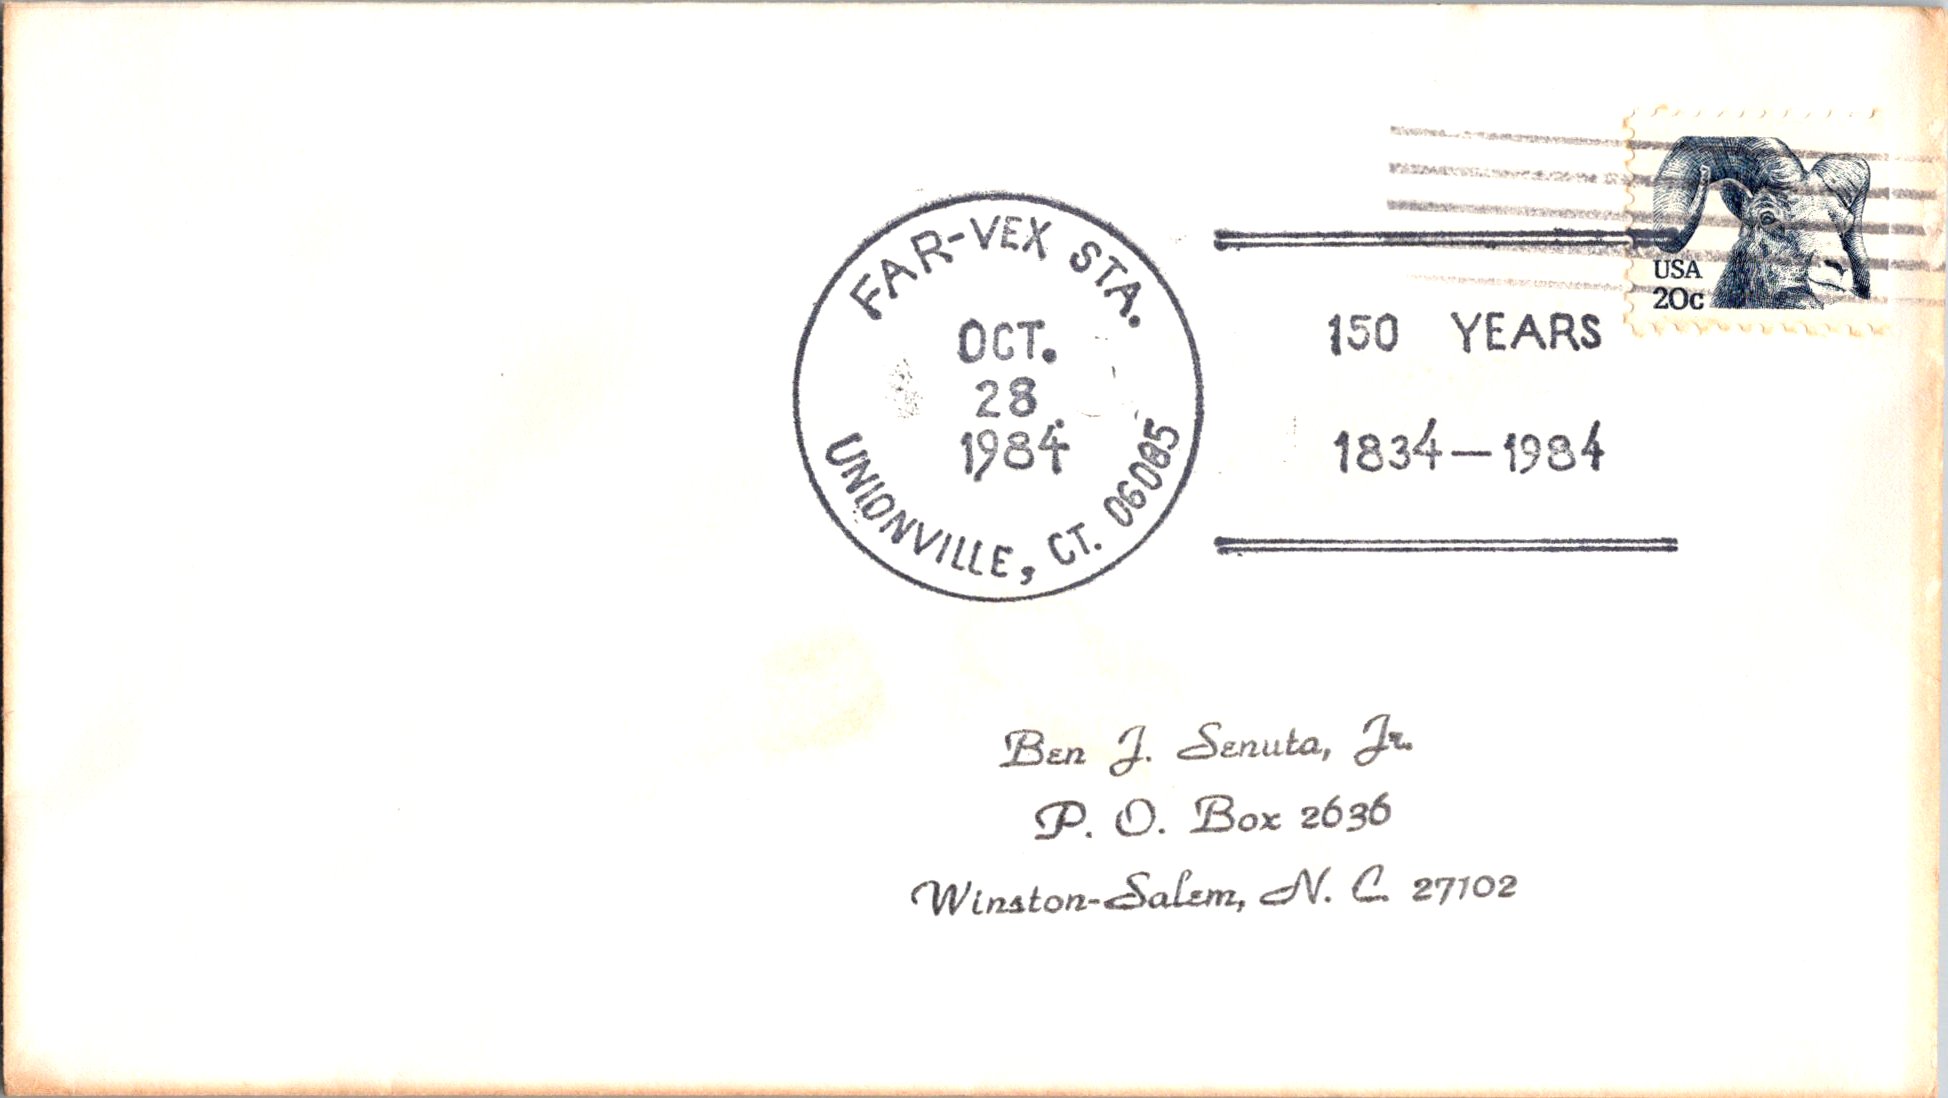 FAR-VEX STA.
OCT.
28
1984
UNIONVILLE, CT. 06085
150 YEARS
1834—1984
USA
20c
Ben J. Senuta, Jr.
P. O. Box 2636
Winston-Salem, N. C. 27102